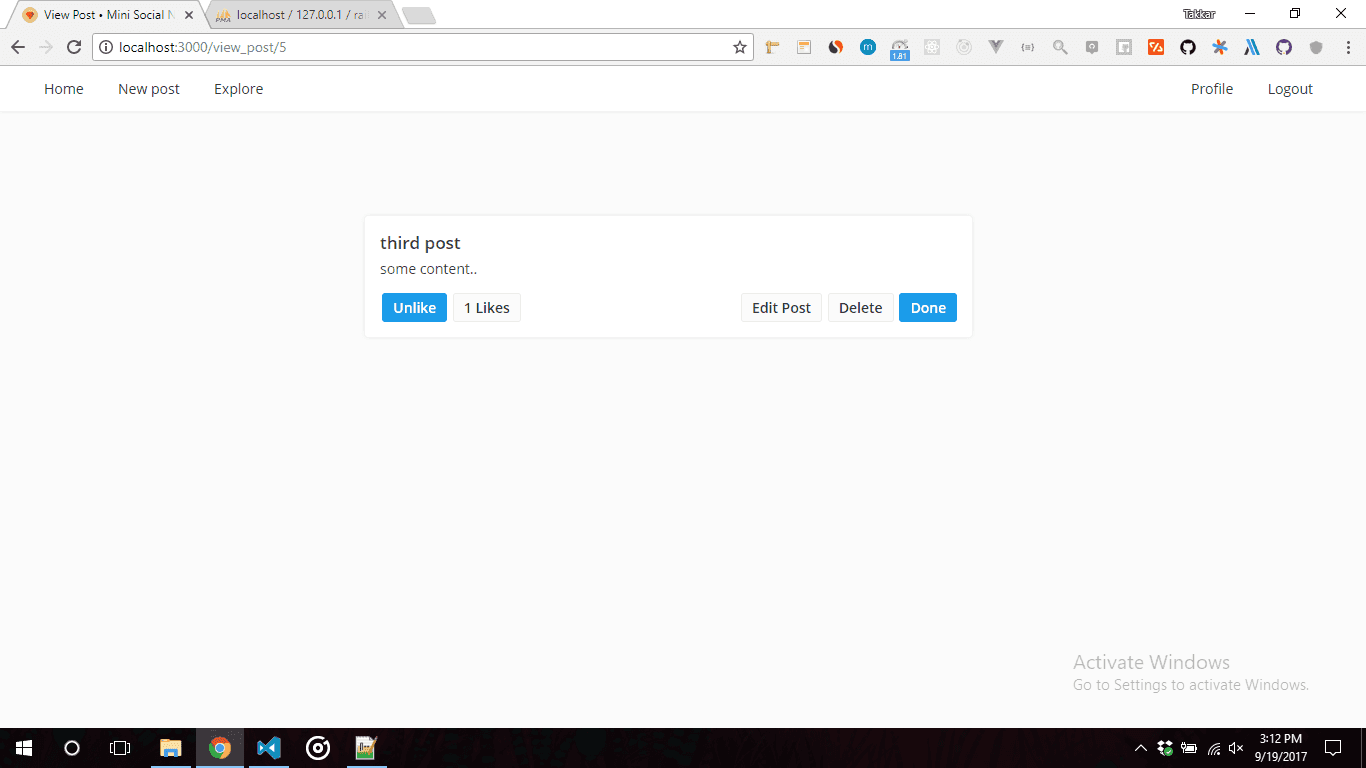 View Post • Mini Social N
localhost / 127.0.0.1 / rai
Takkar
localhost:3000/view_post/5
1.81
Home New post Explore Profile Logout
third post
some content..
Unlike 1 Likes Edit Post Delete Done
Activate Windows
Go to Settings to activate Windows.
3:12 PM
9/19/2017